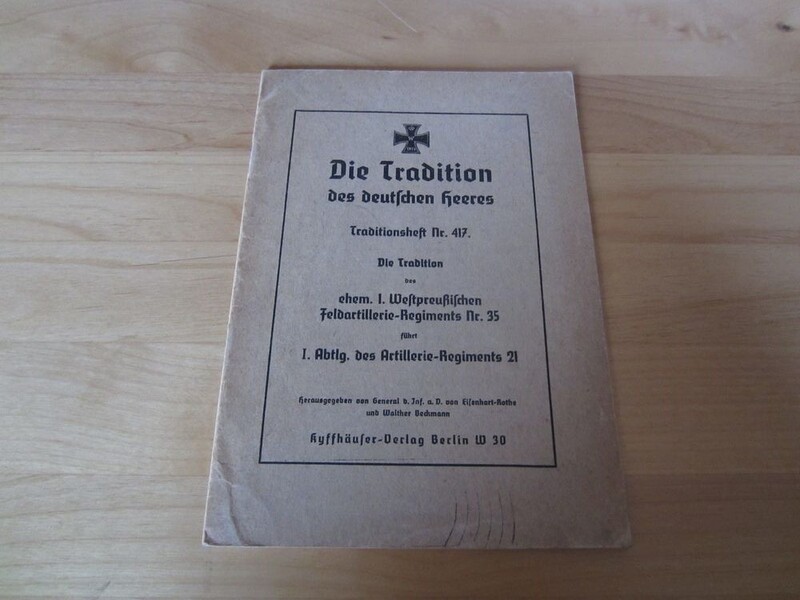 Die Tradition
des deutſchen Heeres
Traditionsheft Nr. 417.
Die Tradition
des
ehem. 1. Weſtpreußiſchen
Feldartillerie-Regiments Nr. 35
führt
I. Abtlg. des Artillerie-Regiments 21
Herausgegeben von General d. Inf. a. D. von Eiſenhart-Rothe
und Walther Beckmann
Kyffhäuſer-Verlag Berlin W 30